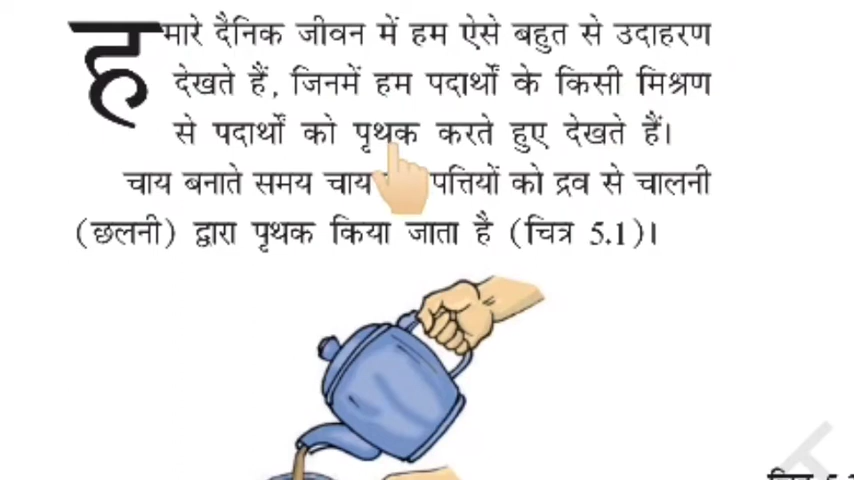 हमारे दैनिक जीवन में हम ऐसे बहुत से उदाहरण
देखते हैं, जिनमें हम पदार्थों के किसी मिश्रण
से पदार्थों को पृथक करते हुए देखते हैं।
चाय बनाते समय चाय पत्तियों को द्रव से चालनी
(छलनी) द्वारा पृथक किया जाता है (चित्र 5.1)।